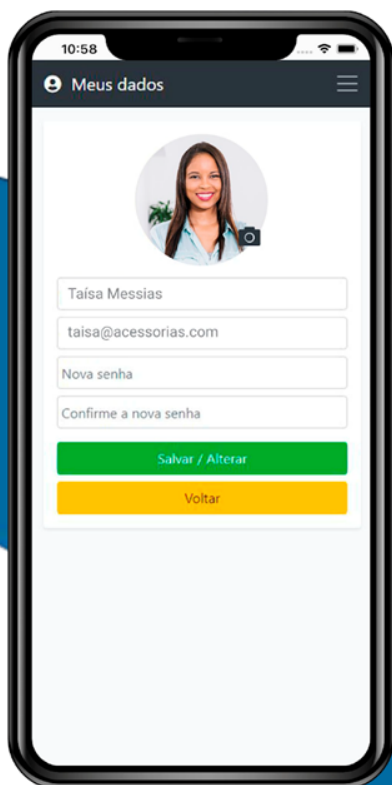 10:58
Meus dados
Taísa Messias
taisa@acessorias.com
Nova senha
Confirme a nova senha
Salvar / Alterar
Voltar